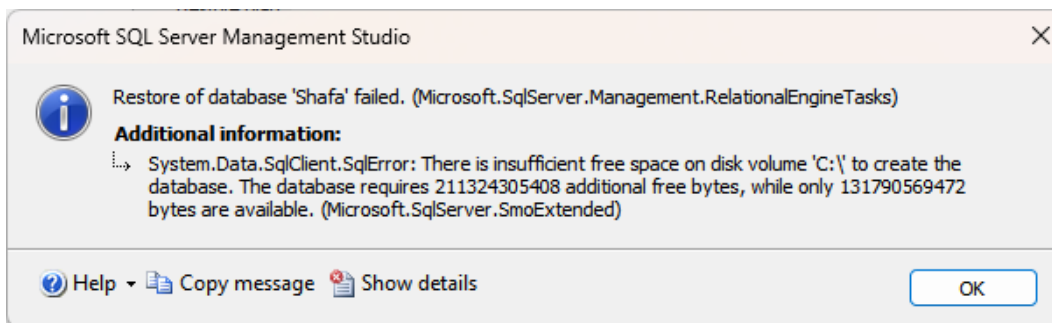 Microsoft SQL Server Management Studio
Restore of database 'Shafa' failed. (Microsoft.SqlServer.Management.RelationalEngineTasks)
Additional information:
System.Data.SqlClient.SqlError: There is insufficient free space on disk volume 'C:\' to create the
database. The database requires 211324305408 additional free bytes, while only 131790569472
bytes are available. (Microsoft.SqlServer.SmoExtended)
Help Copy message Show details OK